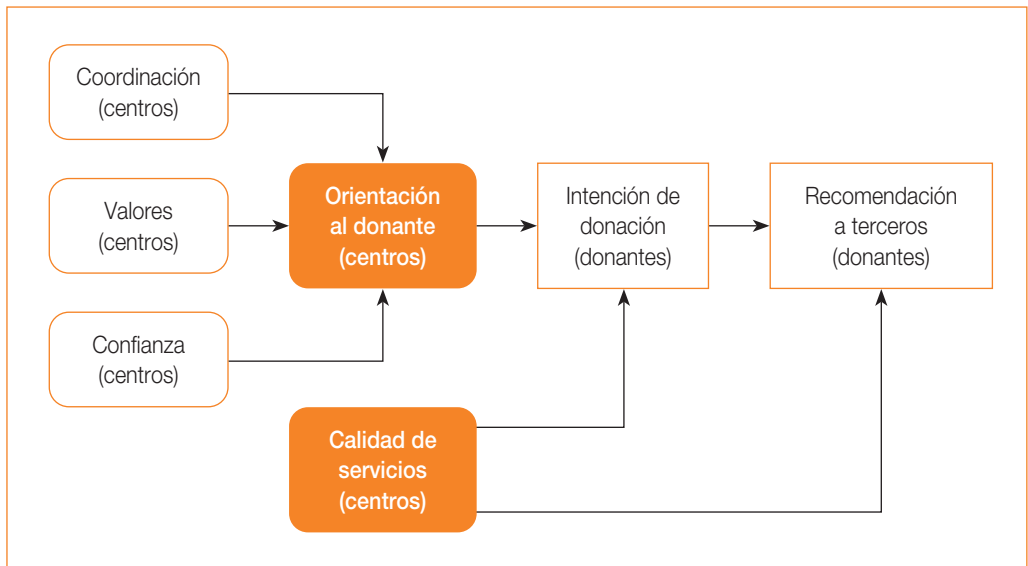 Coordinación
(centros)
Valores
(centros)
Confianza
(centros)
Orientación
al donante
(centros)
Intención de
donación
(donantes)
Recomendación
a terceros
(donantes)
Calidad de
servicios
(centros)